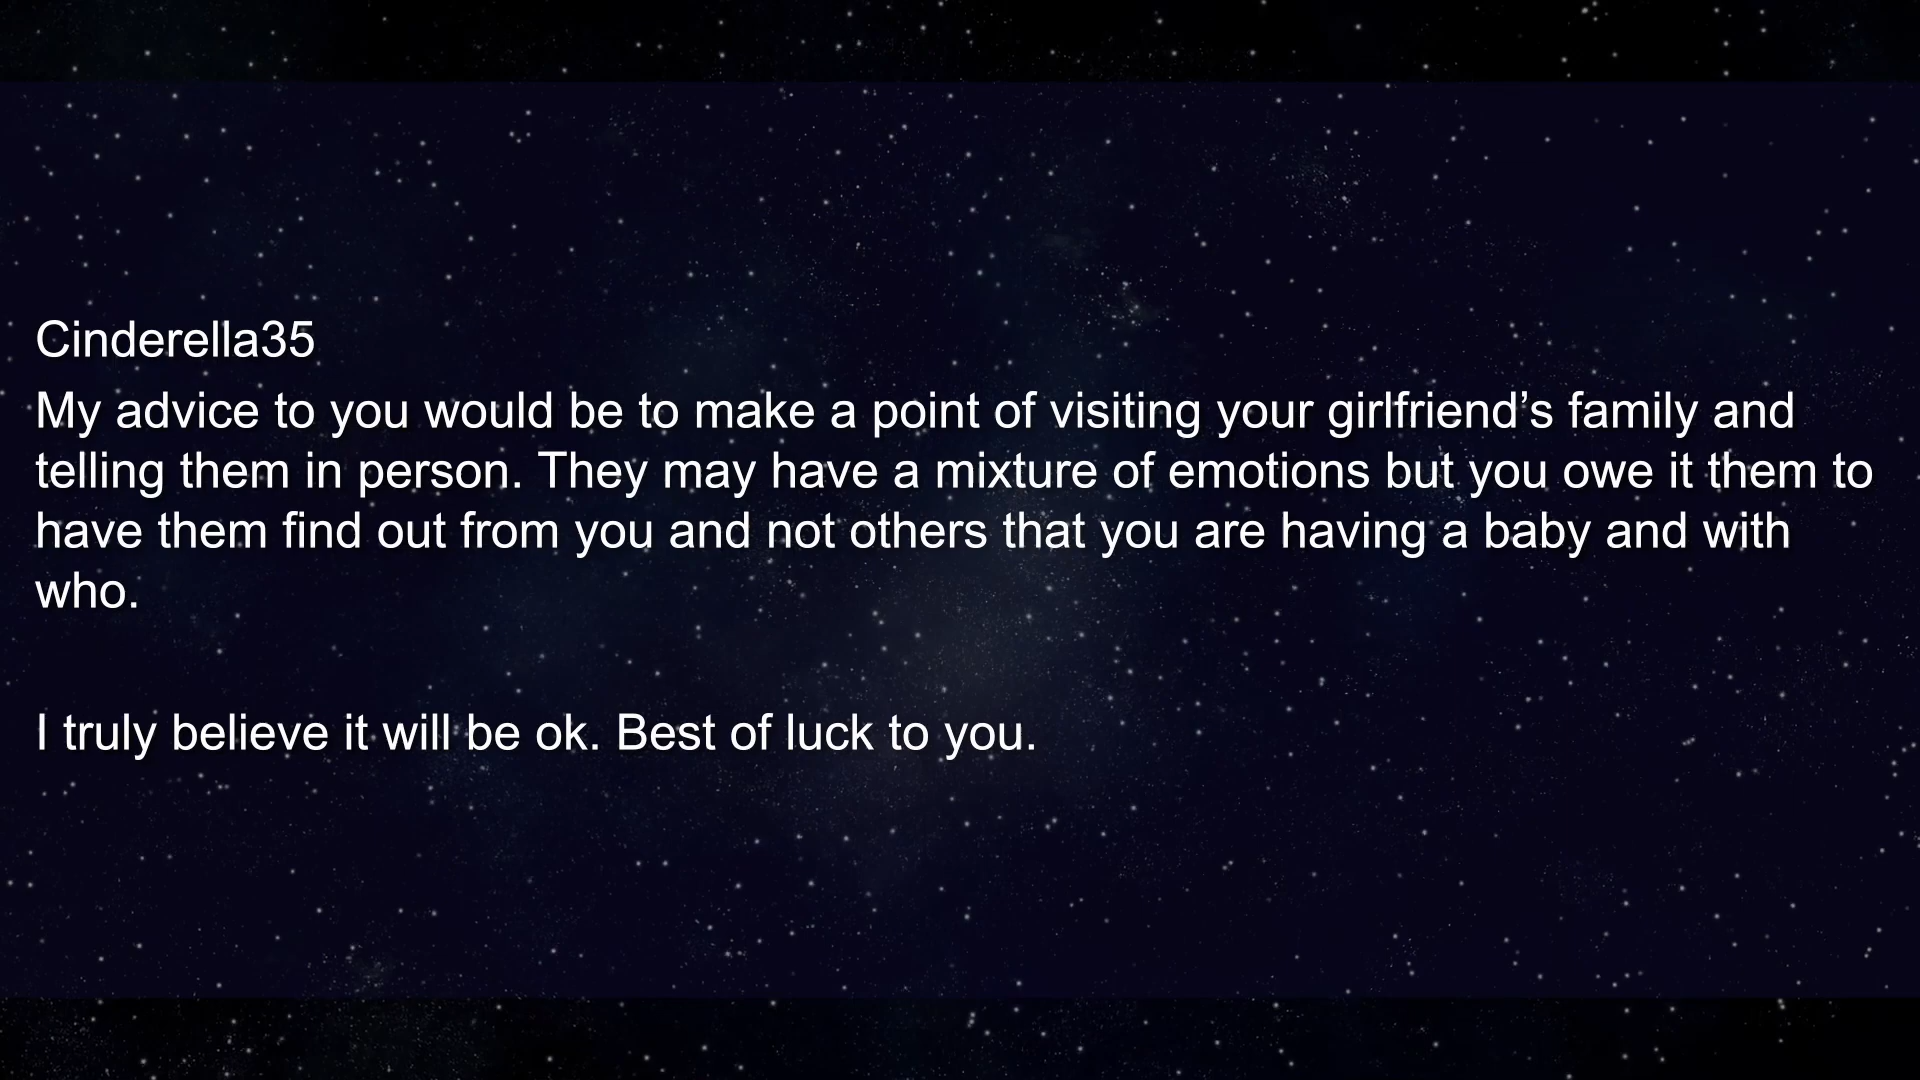 Cinderella35
My advice to you would be to make a point of visiting your girlfriend’s family and
telling them in person. They may have a mixture of emotions but you owe it them to
have them find out from you and not others that you are having a baby and with
who.
I truly believe it will be ok. Best of luck to you.